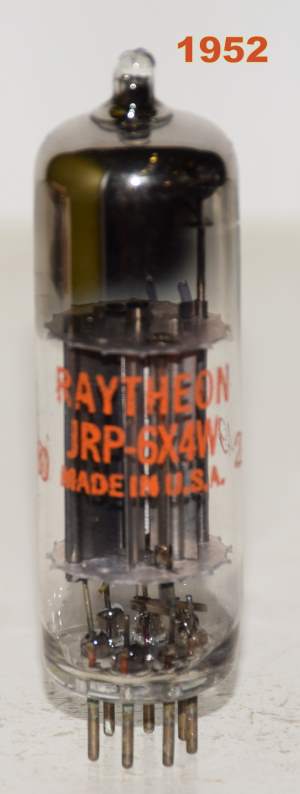 1952
RAYTHEON
JRP-6X4W
MADE IN U.S.A.